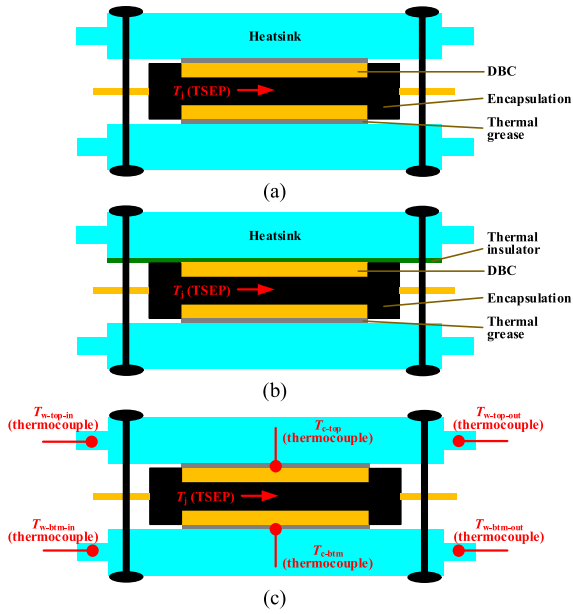 Heatsink
DBC
Tj (TSEP)
Encapsulation
Thermal
grease
(a)
Heatsink
Thermal
insulator
DBC
Tj (TSEP)
Encapsulation
Thermal
grease
(b)
Tw-top-in
(thermocouple)
Tc-top
(thermocouple)
Tw-top-out
(thermocouple)
Tj (TSEP)
Tw-btm-in
(thermocouple)
Tc-btm
(thermocouple)
Tw-btm-out
(thermocouple)
(c)